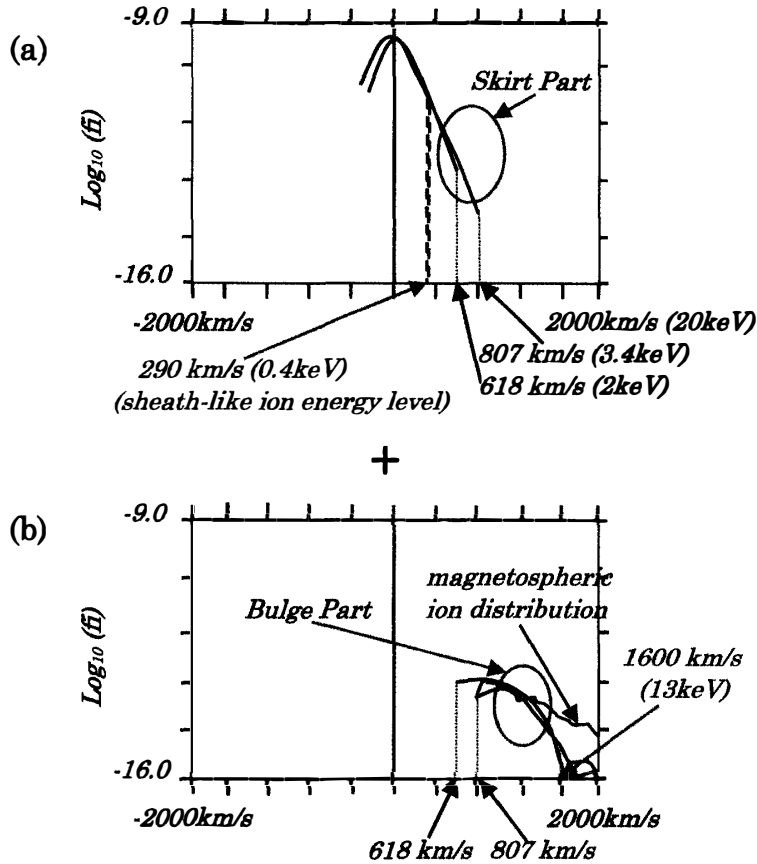 (a)
-9.0
Log10 (fi)
Skirt Part
-16.0
-2000km/s
2000km/s (20keV)
807 km/s (3.4keV)
618 km/s (2keV)
290 km/s (0.4keV)
(sheath-like ion energy level)
+
(b)
-9.0
Log10 (fi)
magnetospheric
ion distribution
Bulge Part
1600 km/s
(13keV)
-16.0
-2000km/s
2000km/s
618 km/s
807 km/s